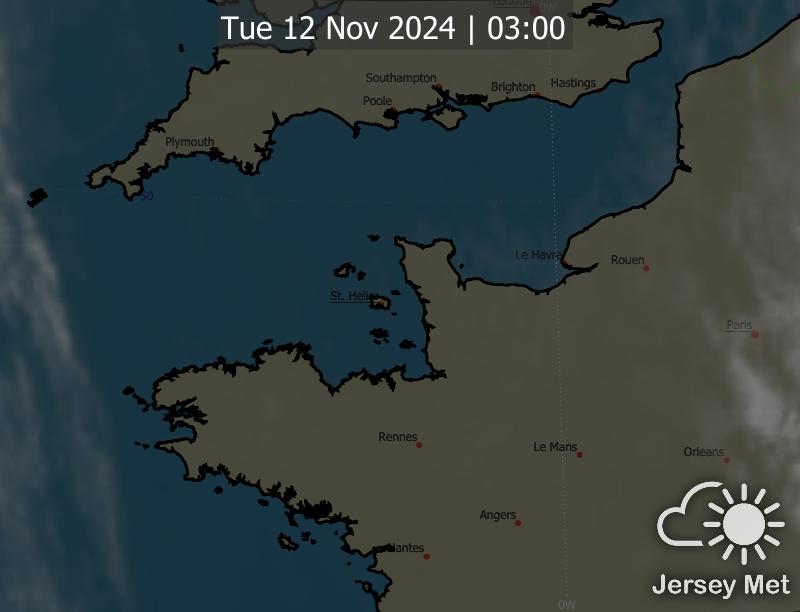 London
0W
Tue 12 Nov 2024 | 03:00
Southampton
Brighton
Hastings
Poole
Plymouth
50
Le Havre
Rouen
St. Helier
Paris
Rennes
Le Mans
Orleans
Angers
Nantes
Jersey Met
0W